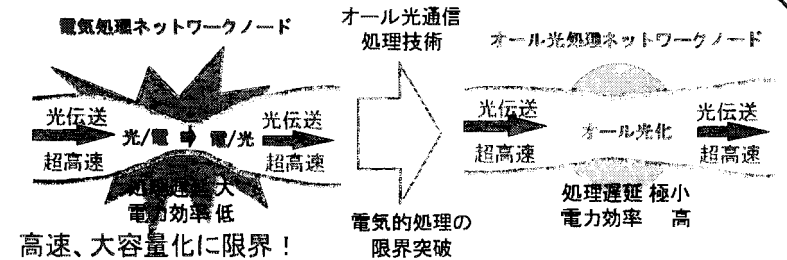 電気処理ネットワークノード
光伝送
超高速
光/電 ➡ 電/光
光伝送
超高速
処理遅延 大
電力効率 低
高速、大容量化に限界！
オール光通信
処理技術
電気的処理の
限界突破
オール光処理ネットワークノード
光伝送
超高速
オール光化
光伝送
超高速
処理遅延 極小
電力効率 高